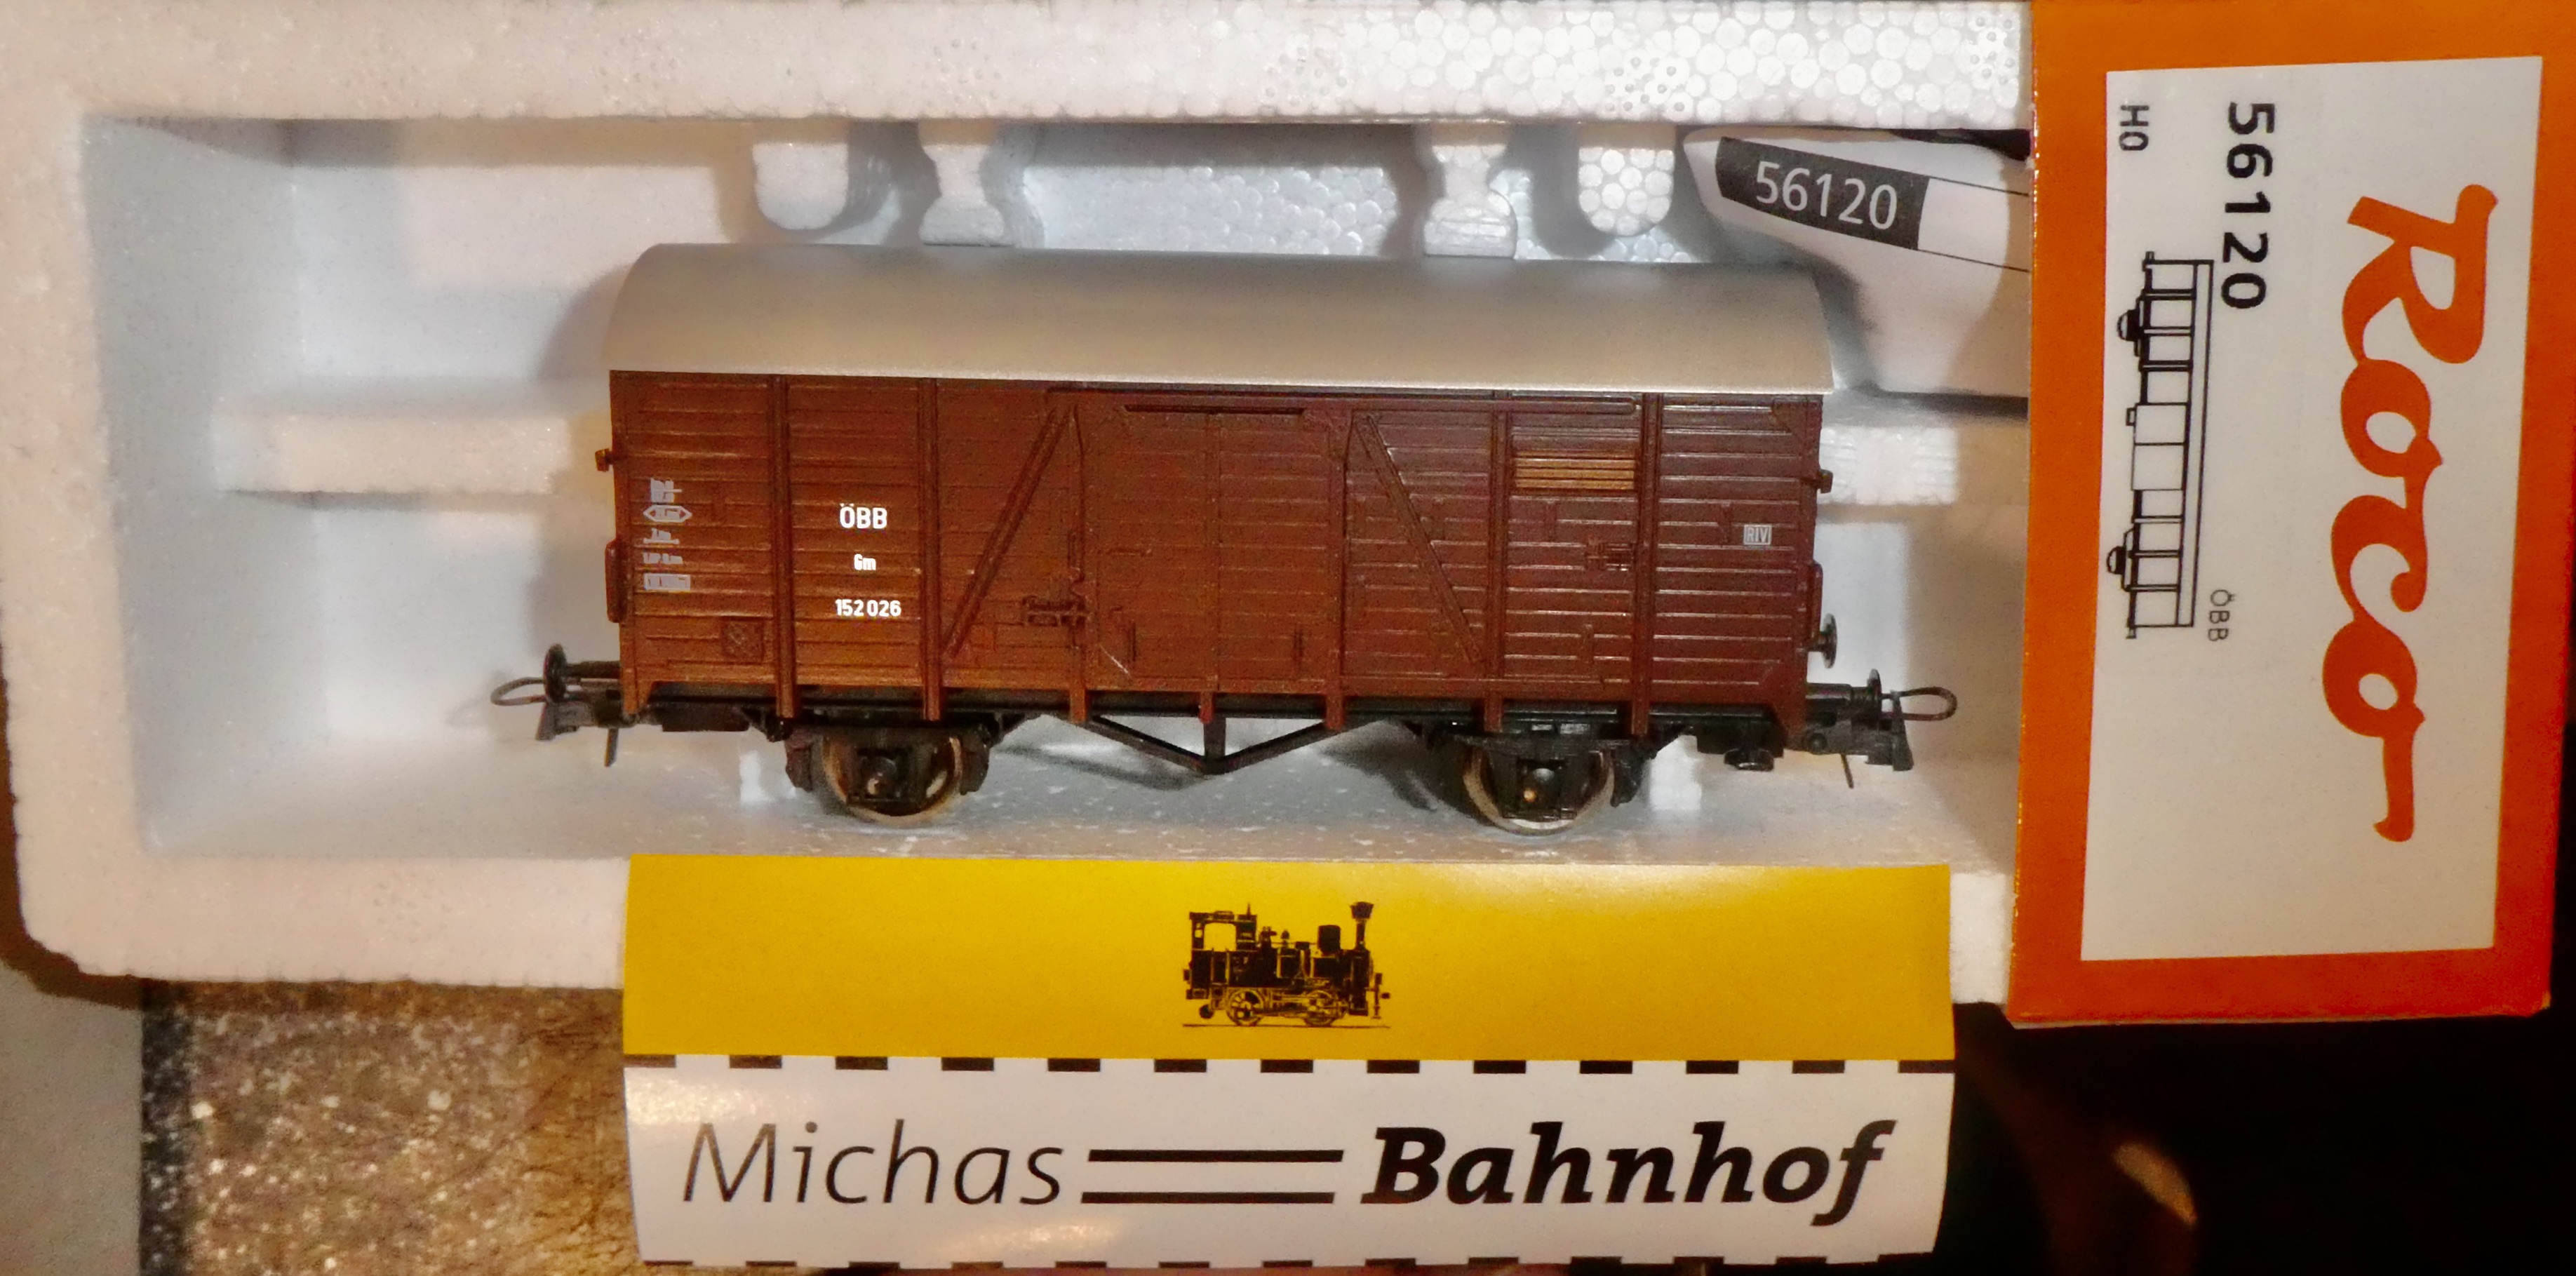 56120
ÖBB
Gm
152 026
RIV
H0
56120
ÖBB
Roco
Michas Bahnhof